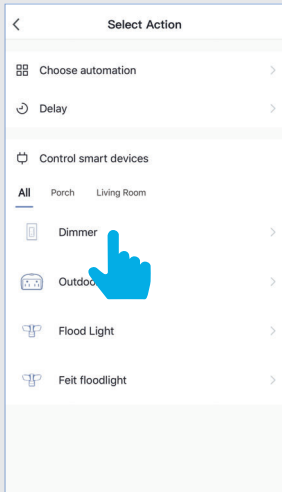 Select Action
Choose automation
Delay
Control smart devices
All Porch Living Room
Dimmer
Flood Light
Feit floodlight